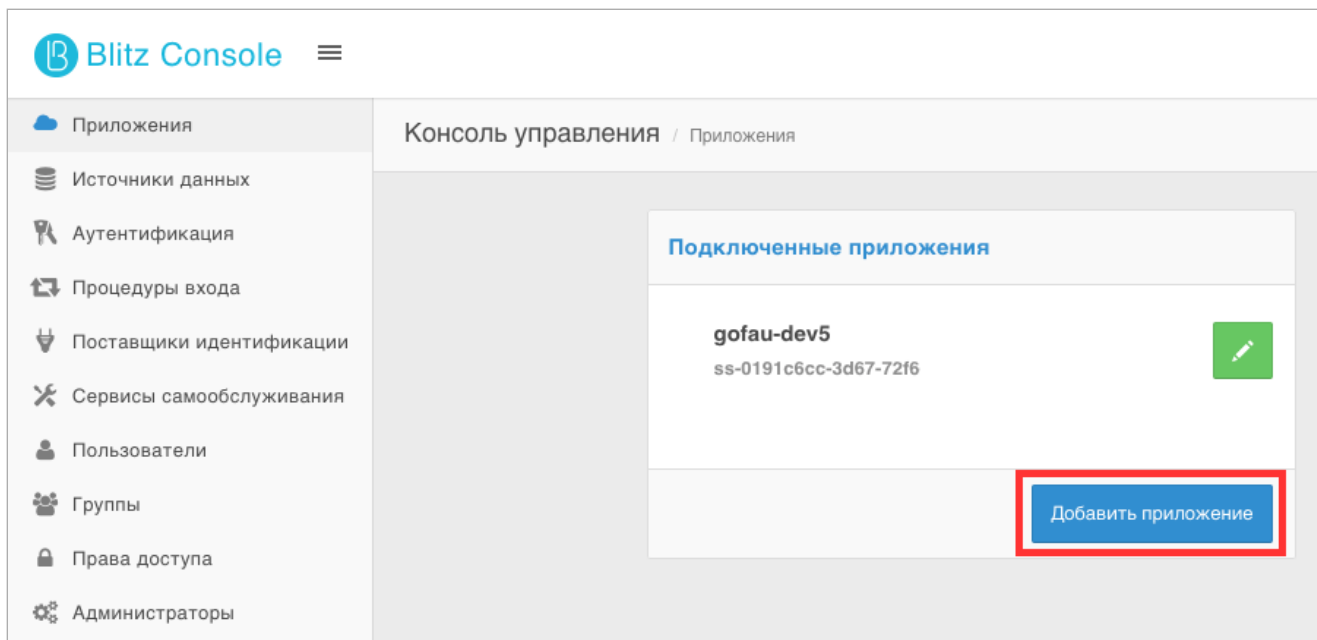 Blitz Console
Приложения
Источники данных
Аутентификация
Процедуры входа
Поставщики идентификации
Сервисы самообслуживания
Пользователи
Группы
Права доступа
Администраторы
Консоль управления / Приложения
Подключенные приложения
gofau-dev5
ss-0191c6cc-3d67-72f6
Добавить приложение